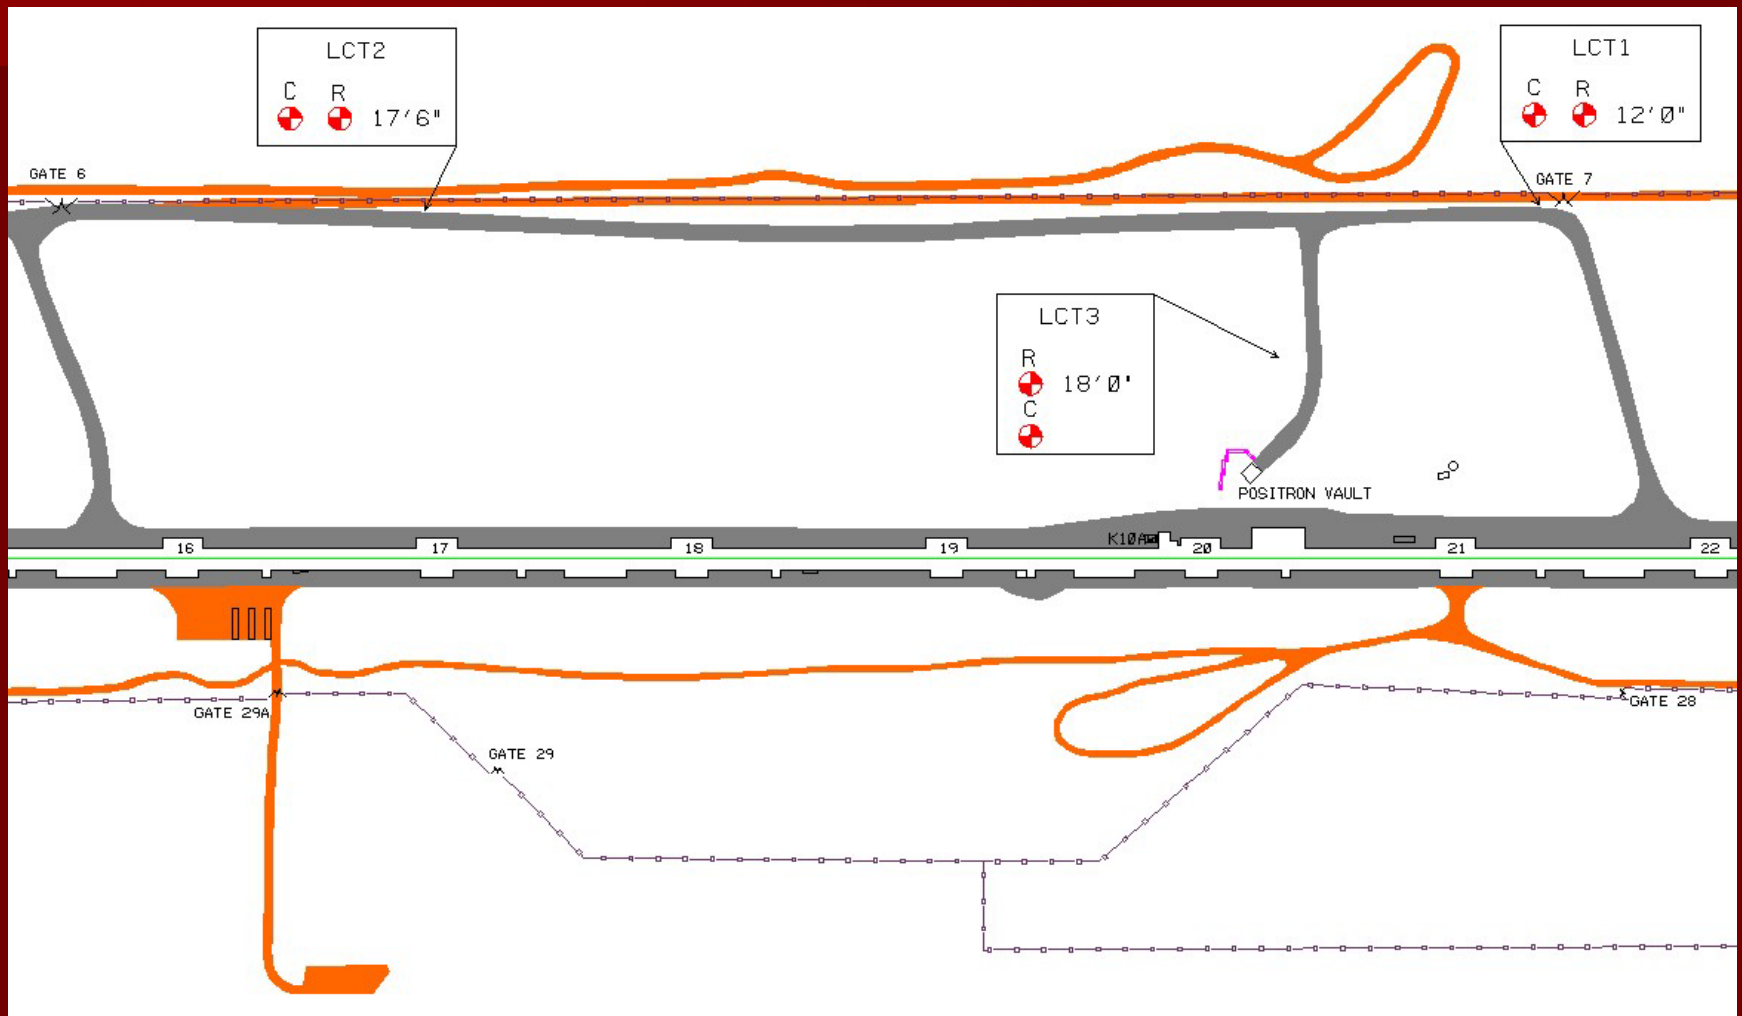 LCT2
C R
17'6"
LCT1
C R
12'0"
GATE 6
GATE 7
LCT3
R
18'0'
C
POSITRON VAULT
K10A
16
17
18
19
20
21
22
GATE 29A
GATE 28
GATE 29